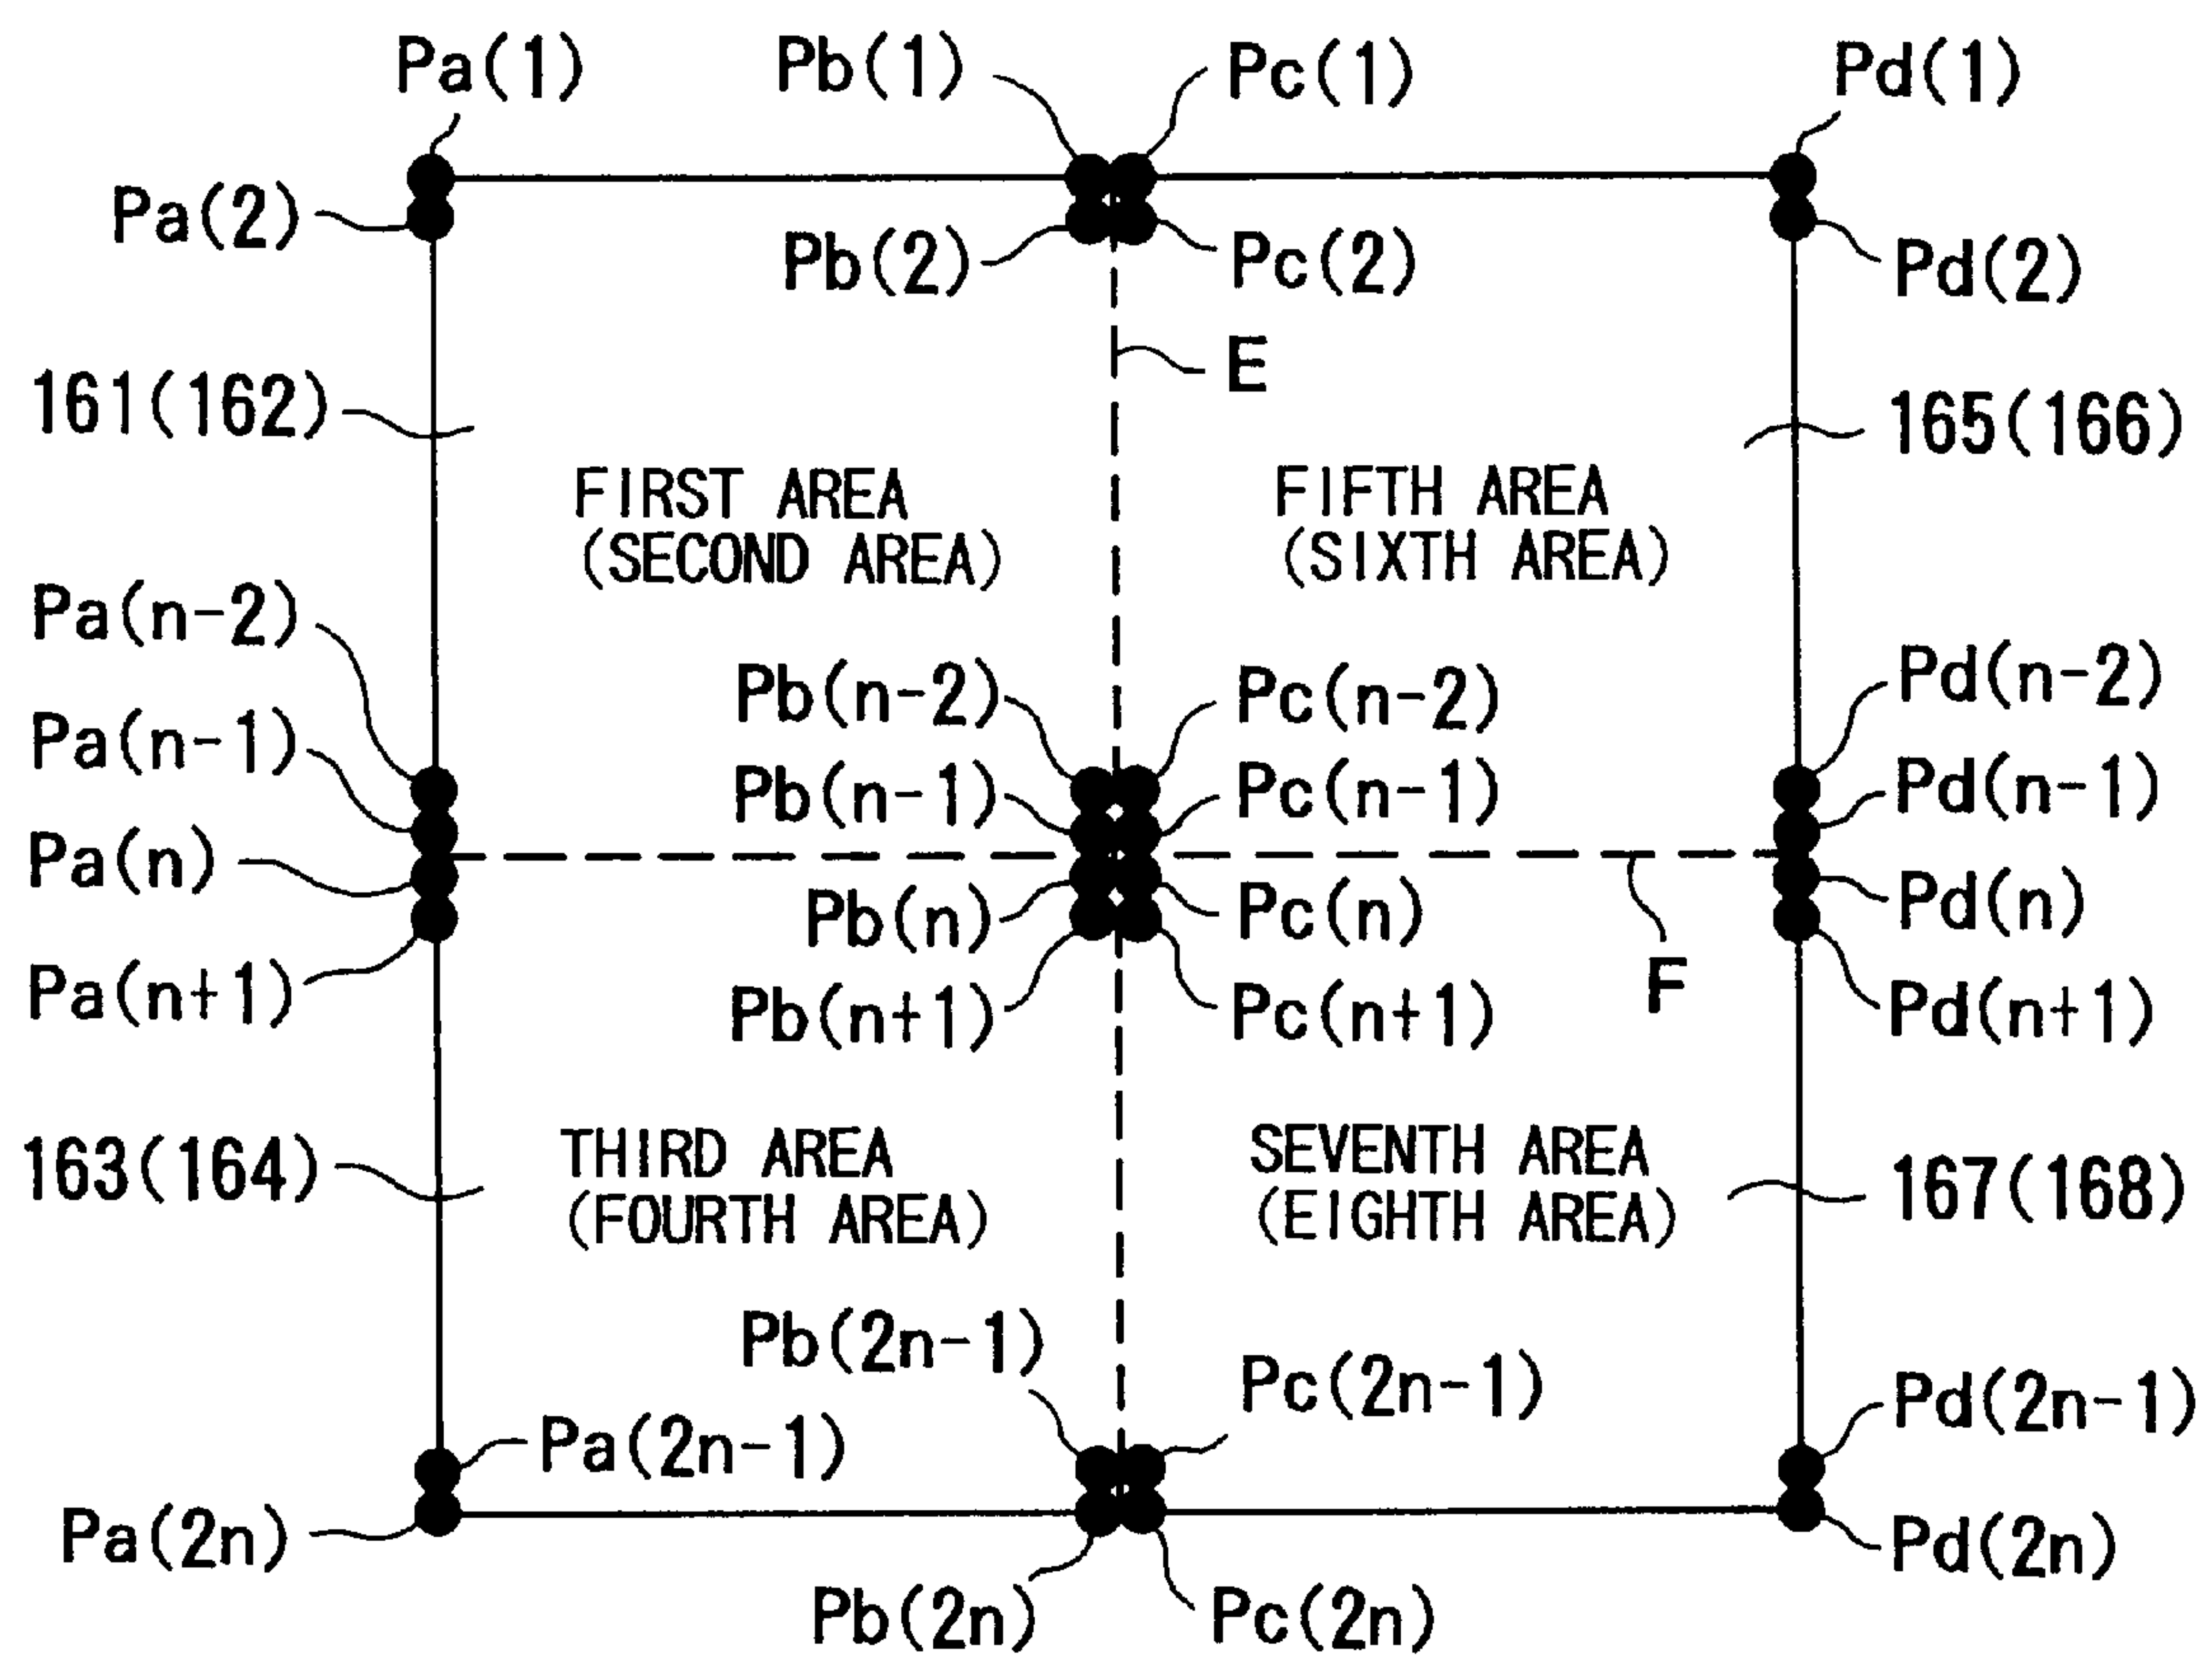 Pa(1)
Pb(1)
Pc(1)
Pd(1)
Pa(2)
Pb(2)
Pc(2)
Pd(2)
E
161(162)
165(166)
FIRST AREA
(SECOND AREA)
FIFTH AREA
(SIXTH AREA)
Pa(n-2)
Pb(n-2)
Pc(n-2)
Pd(n-2)
Pa(n-1)
Pb(n-1)
Pc(n-1)
Pd(n-1)
Pa(n)
Pb(n)
Pc(n)
Pd(n)
F
Pa(n+1)
Pb(n+1)
Pc(n+1)
Pd(n+1)
163(164)
THIRD AREA
(FOURTH AREA)
SEVENTH AREA
(EIGHTH AREA)
167(168)
Pb(2n-1)
Pc(2n-1)
Pd(2n-1)
Pa(2n-1)
Pa(2n)
Pd(2n)
Pb(2n)
Pc(2n)